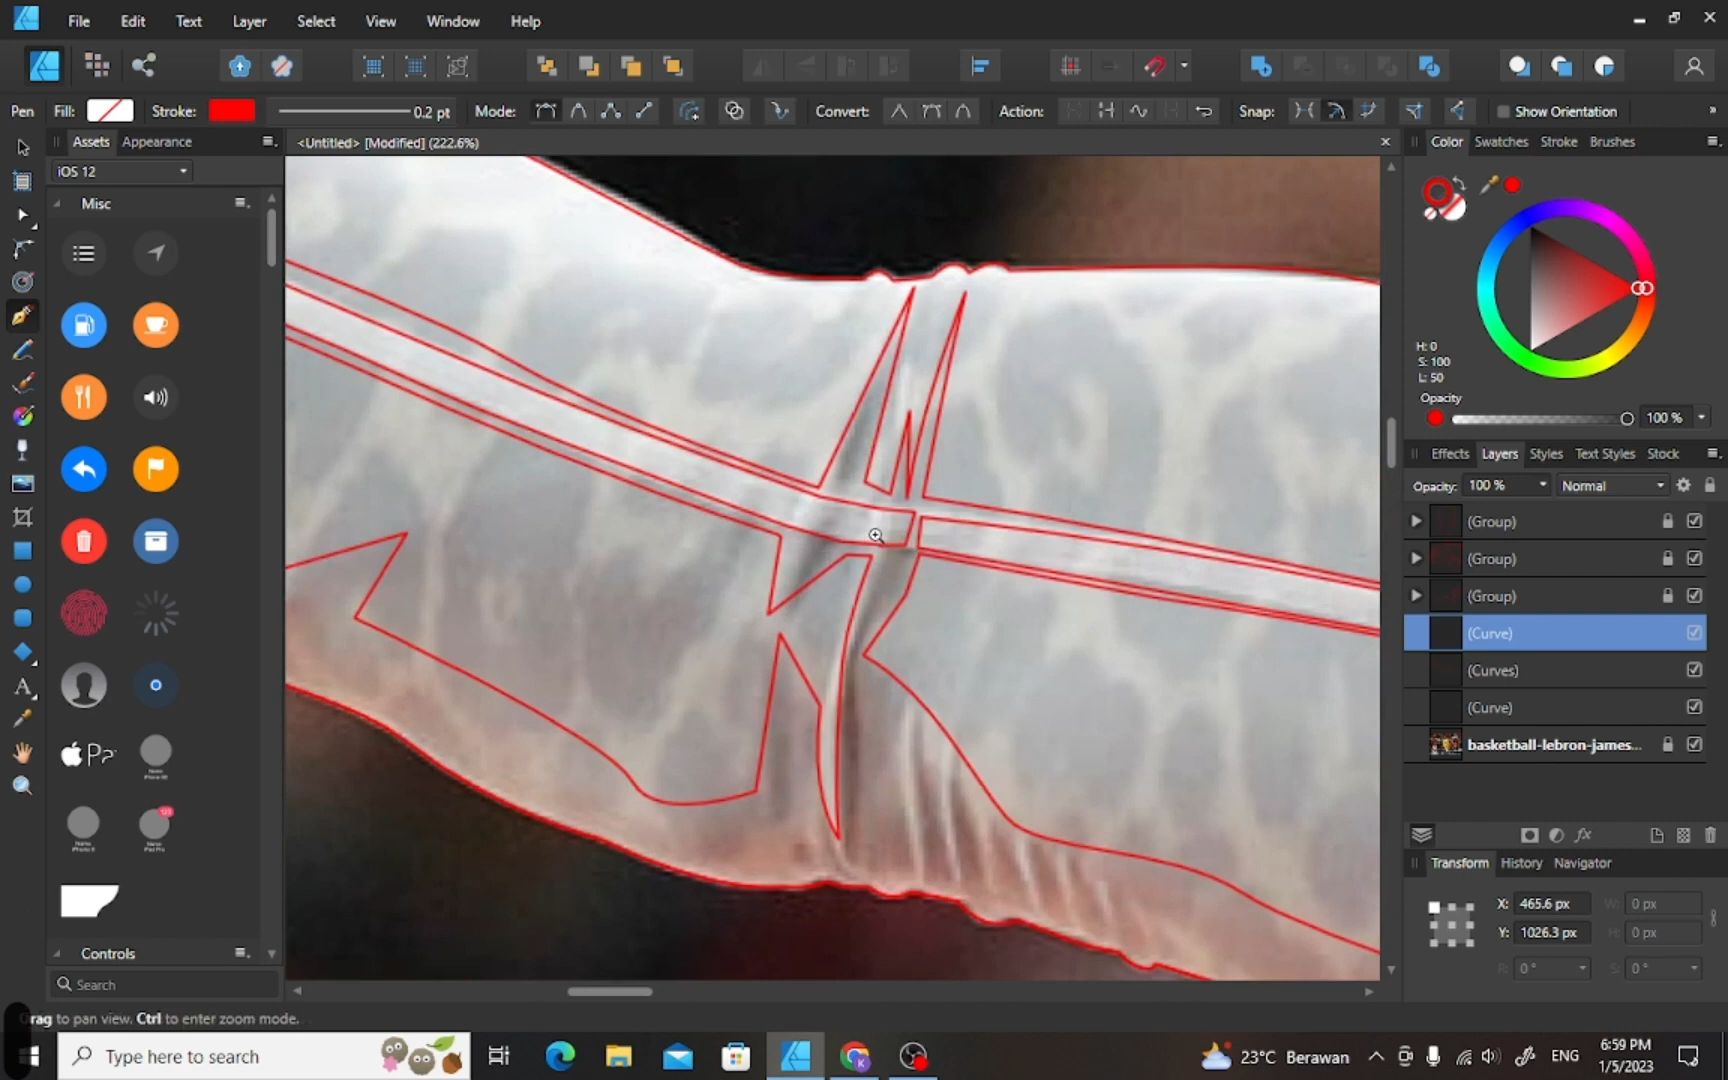 File Edit Text Layer Select View Window Help
Pen Fill: Stroke: 0.2 pt Mode: Convert: Action: Snap: Show Orientation
Assets Appearance
<Untitled> [Modified] (222.6%)
Color Swatches Stroke Brushes
iOS 12
Misc
H: 0
S: 100
L: 50
Opacity
100 %
Effects Layers Styles Text Styles Stock
Opacity: 100 % Normal
(Group)
(Group)
(Group)
(Curve)
(Curves)
(Curve)
basketball-lebron-james...
Transform History Navigator
X: 465.6 px W: 0 px
Y: 1026.3 px H: 0 px
R: 0° S: 0°
Controls
Search
Drag to pan view. Ctrl to enter zoom mode.
Type here to search
23°C Berawan
ENG
6:59 PM
1/5/2023